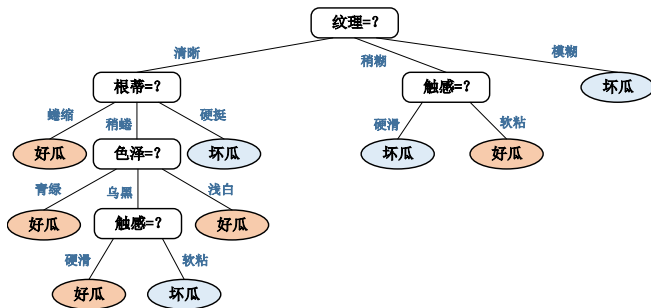 纹理=?
清晰
稍糊
模糊
根蒂=?
触感=?
坏瓜
蜷缩
稍蜷
硬挺
硬滑
软粘
好瓜
色泽=?
坏瓜
坏瓜
好瓜
青绿
乌黑
浅白
好瓜
触感=?
好瓜
硬滑
软粘
好瓜
坏瓜